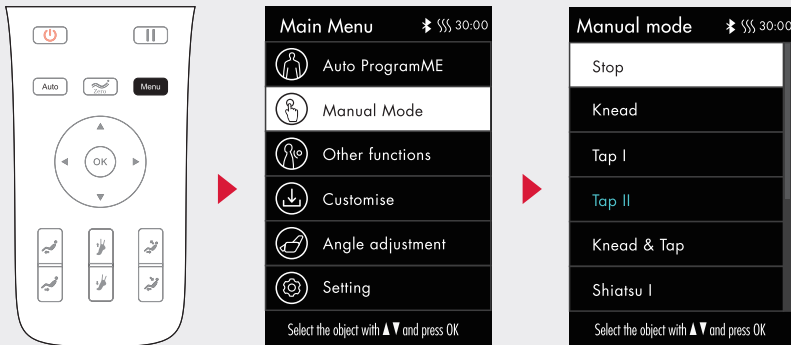 Auto
Zero
Menu
OK
Main Menu 30:00
Auto ProgramME
Manual Mode
Other functions
Customise
Angle adjustment
Setting
Select the object with ▲▼ and press OK
Manual mode 30:00
Stop
Knead
Tap I
Tap II
Knead & Tap
Shiatsu I
Select the object with ▲▼ and press OK